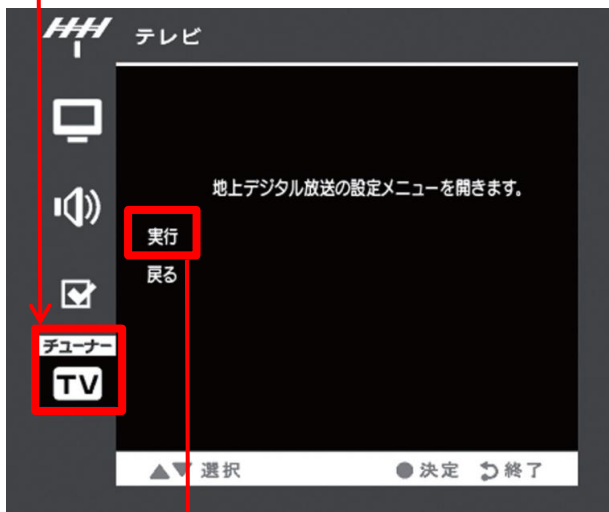 テレビ
地上デジタル放送の設定メニューを開きます。
実行
戻る
チューナー
TV
▲▼ 選択 ●決定 ⮌終了